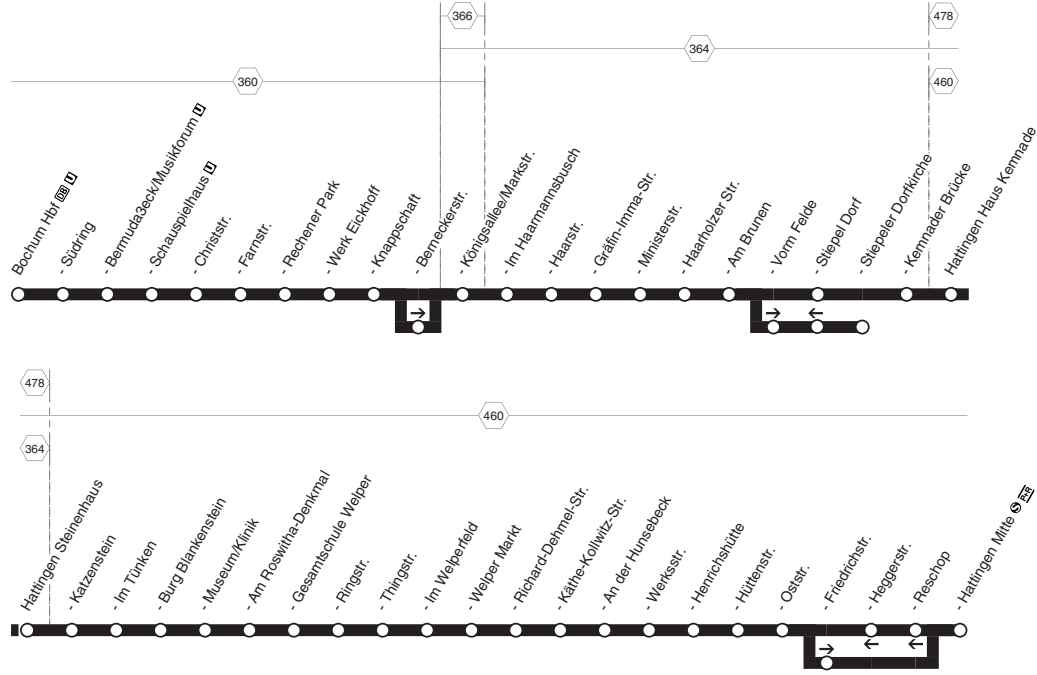 366
478
364
360
460
Bochum Hbf DB U
- Südring
- Bermuda3eck/Musikforum U
- Schauspielhaus U
- Christstr.
- Farnstr.
- Rechener Park
- Werk Eickhoff
- Knappschaft
- Berneckerstr.
- Königsallee/Markstr.
- Im Haarmannsbusch
- Haarstr.
- Gräfin-Imma-Str.
- Ministerstr.
- Haarholzer Str.
- Am Brunen
- Vorm Felde
- Stiepel Dorf
- Stiepeler Dorfkirche
- Kemnader Brücke
Hattingen Haus Kemnade
478
460
364
Hattingen Steinenhaus
- Katzenstein
- Im Tünken
- Burg Blankenstein
- Museum/Klinik
- Am Roswitha-Denkmal
- Gesamtschule Welper
- Ringstr.
- Thingstr.
- Im Welperfeld
- Welper Markt
- Richard-Dehmel-Str.
- Käthe-Kollwitz-Str.
- An der Hunsebeck
- Werksstr.
- Henrichshütte
- Hüttenstr.
- Oststr.
- Friedrichstr.
- Heggerstr.
- Reschop
- Hattingen Mitte S P+R